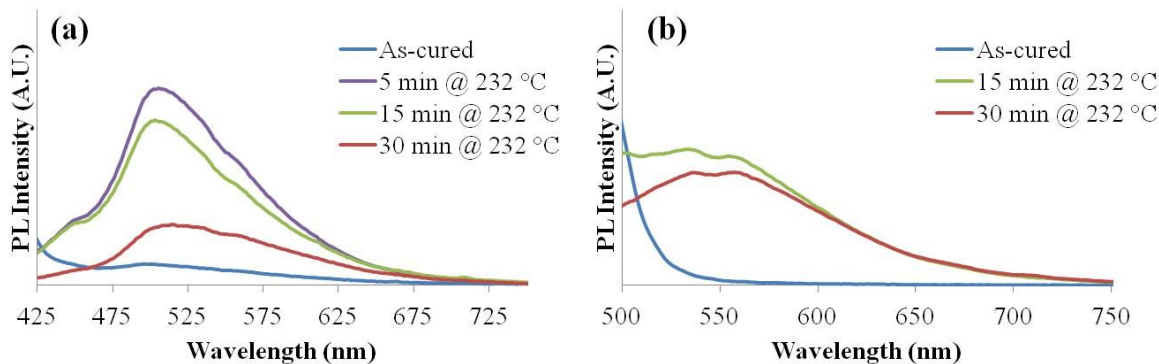 (a)
PL Intensity (A.U.)
As-cured
5 min @ 232 °C
15 min @ 232 °C
30 min @ 232 °C
425 475 525 575 625 675 725
Wavelength (nm)
(b)
PL Intensity (A.U.)
As-cured
15 min @ 232 °C
30 min @ 232 °C
500 550 600 650 700 750
Wavelength (nm)